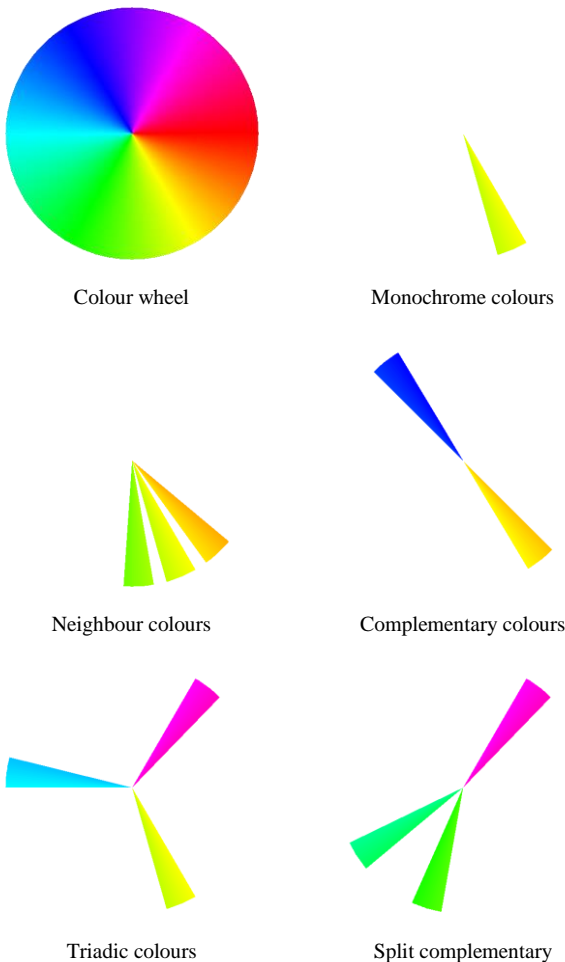 Colour wheel
Monochrome colours
Neighbour colours
Complementary colours
Triadic colours
Split complementary